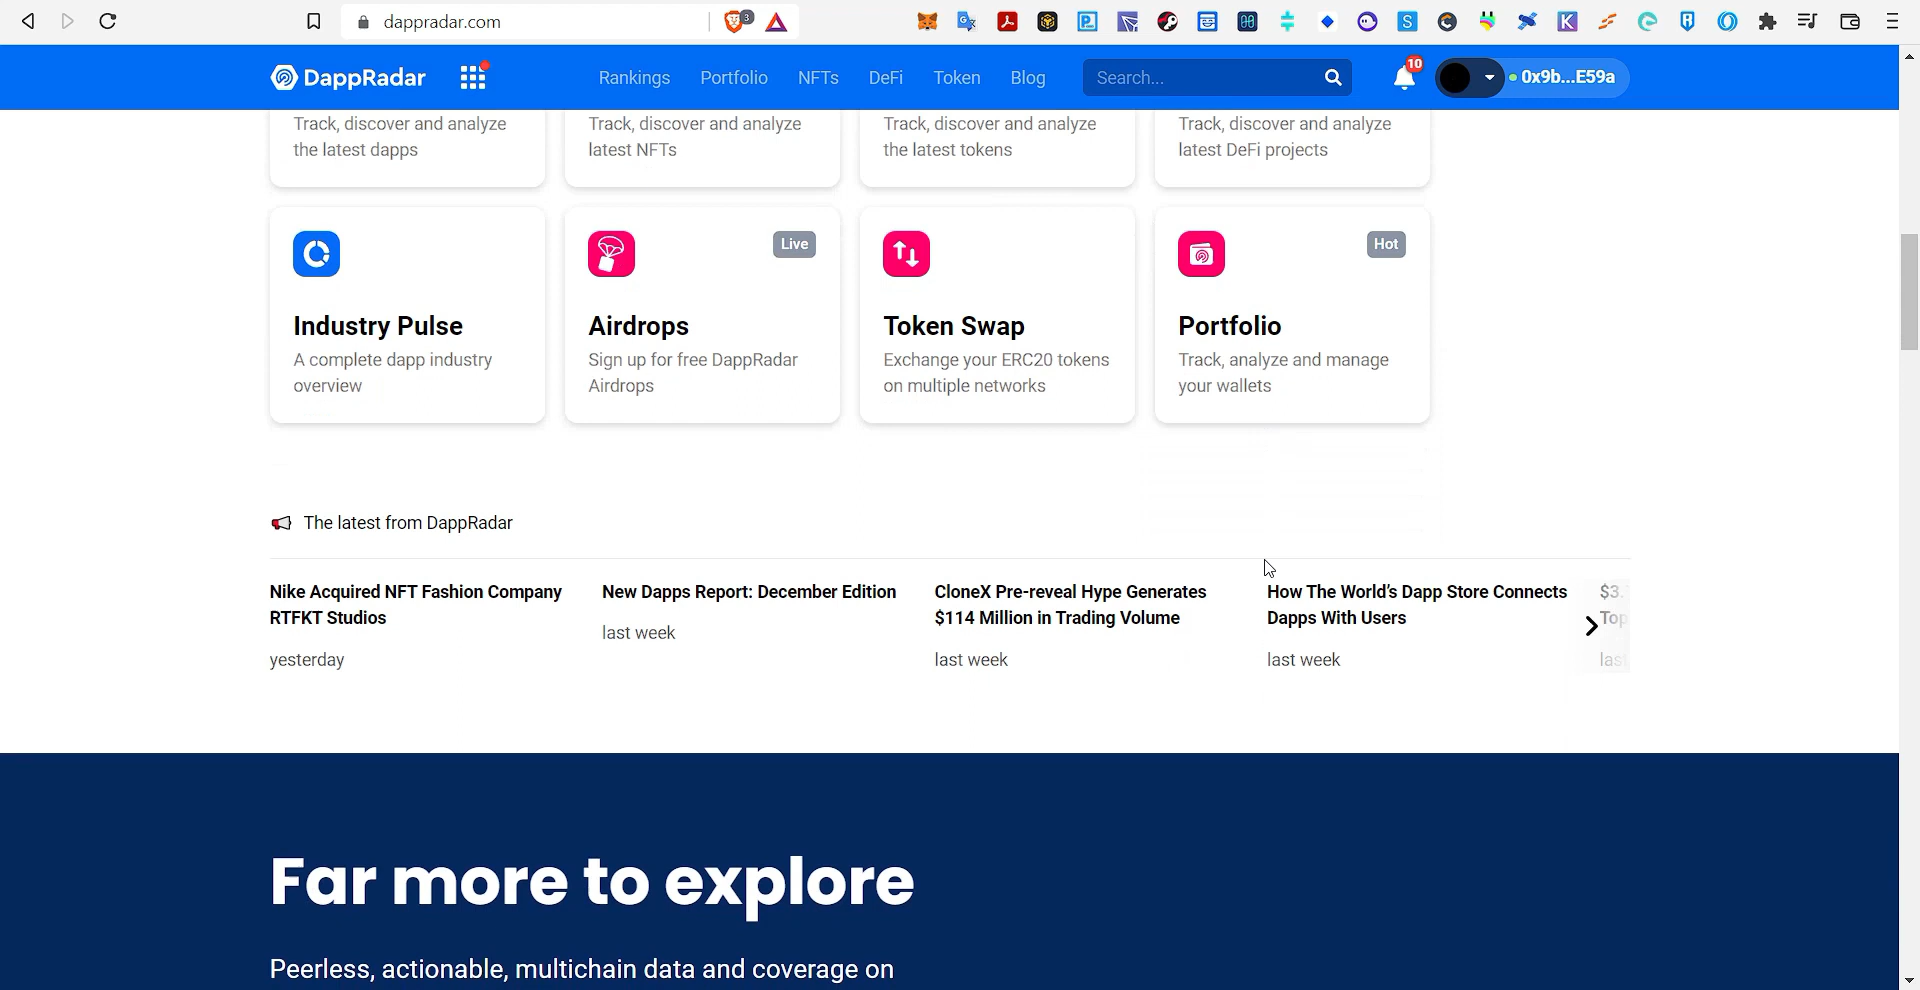 dappradar.com
3
DappRadar
Rankings
Portfolio
NFTs
DeFi
Token
Blog
Search...
10
0x9b...E59a
Track, discover and analyze
the latest dapps
Track, discover and analyze
latest NFTs
Track, discover and analyze
the latest tokens
Track, discover and analyze
latest DeFi projects
Industry Pulse
A complete dapp industry
overview
Live
Airdrops
Sign up for free DappRadar
Airdrops
Token Swap
Exchange your ERC20 tokens
on multiple networks
Hot
Portfolio
Track, analyze and manage
your wallets
The latest from DappRadar
Nike Acquired NFT Fashion Company
RTFKT Studios
yesterday
New Dapps Report: December Edition
last week
CloneX Pre-reveal Hype Generates
$114 Million in Trading Volume
last week
How The World's Dapp Store Connects
Dapps With Users
last week
$3.
Top
las
Far more to explore
Peerless, actionable, multichain data and coverage on